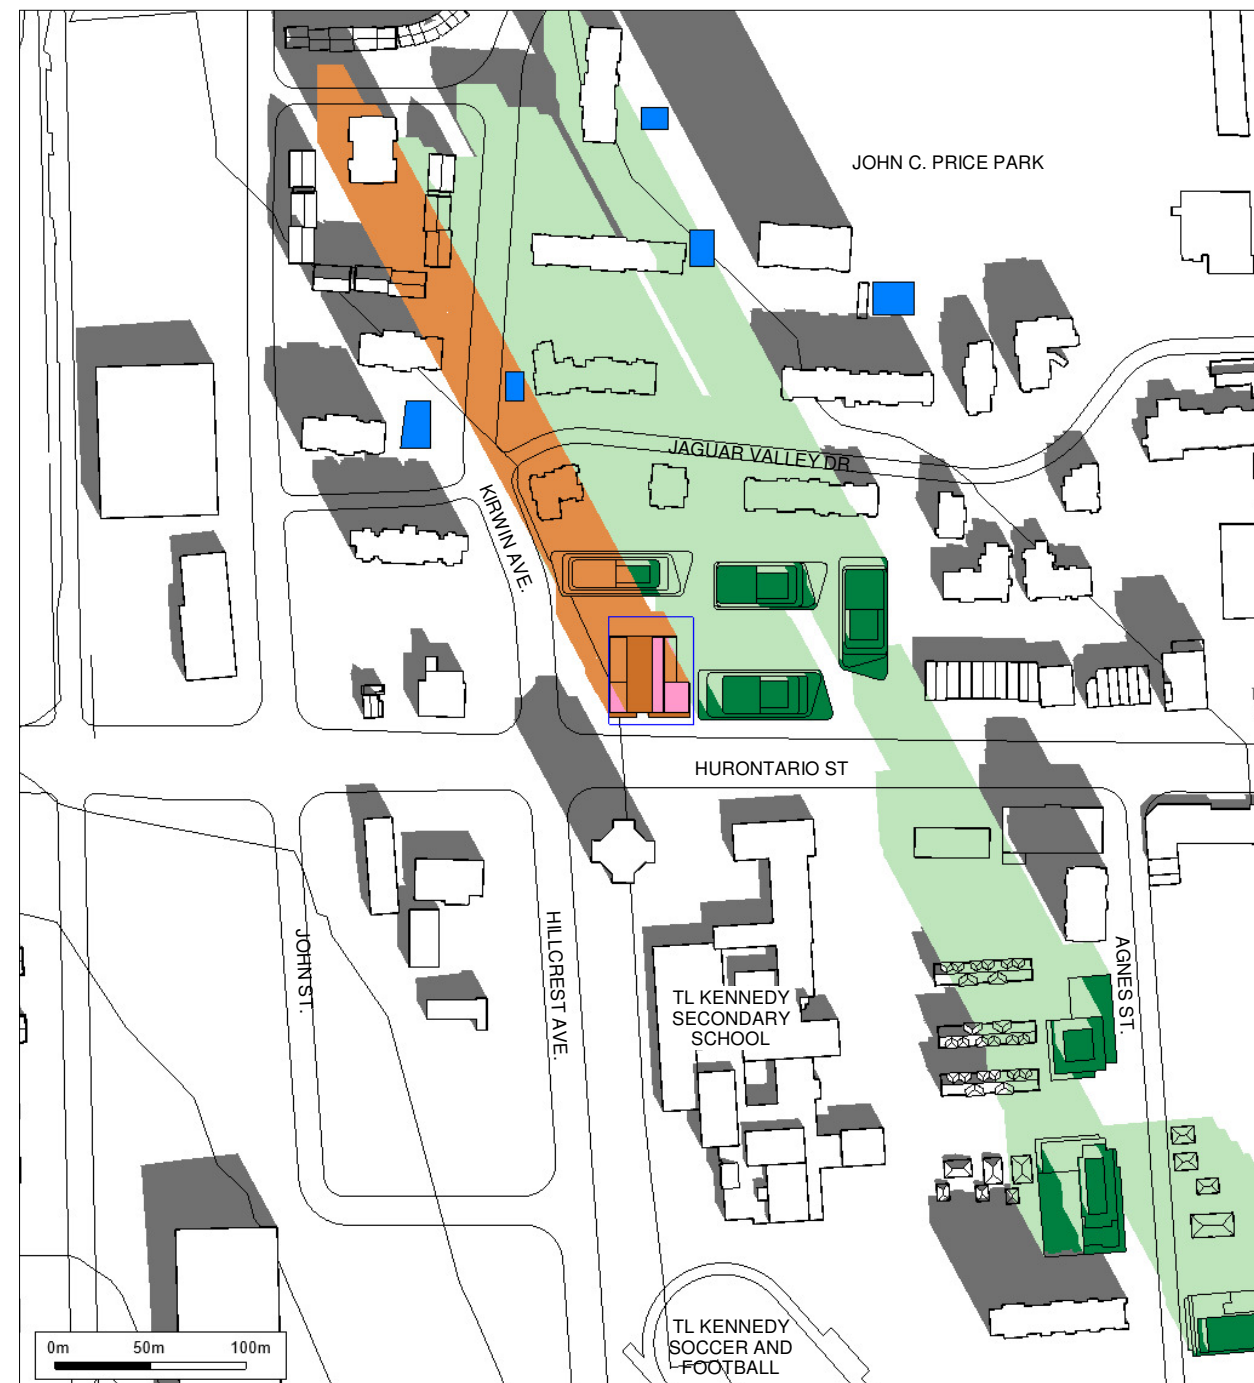 JOHN C. PRICE PARK
JAGUAR VALLEY DR
KIRWIN AVE.
HURONTARIO ST
JOHN ST.
HILLCREST AVE.
AGNES ST.
TL KENNEDY
SECONDARY
SCHOOL
TL KENNEDY
SOCCER AND
FOOTBALL
0m 50m 100m